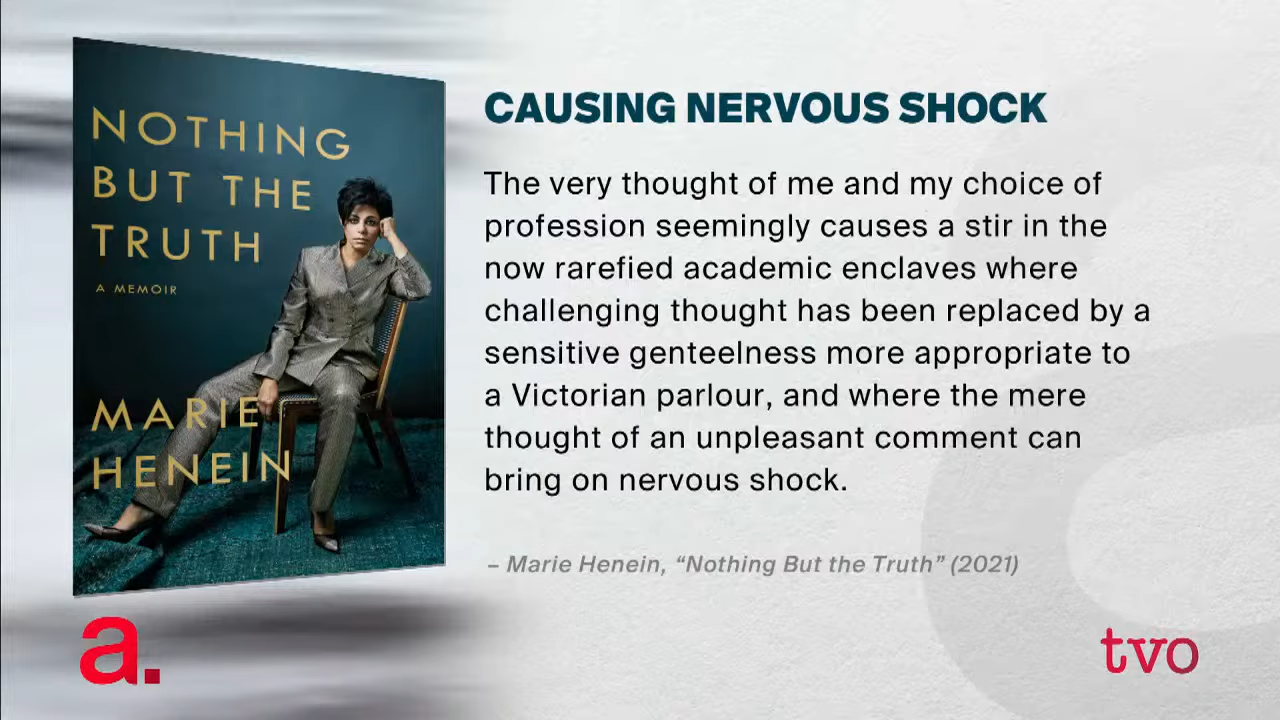 NOTHING
BUT THE
TRUTH
A MEMOIR
MARIE
HENEIN
CAUSING NERVOUS SHOCK
The very thought of me and my choice of
profession seemingly causes a stir in the
now rarefied academic enclaves where
challenging thought has been replaced by a
sensitive genteelness more appropriate to
a Victorian parlour, and where the mere
thought of an unpleasant comment can
bring on nervous shock.
– Marie Henein, “Nothing But the Truth” (2021)
a.
tvo